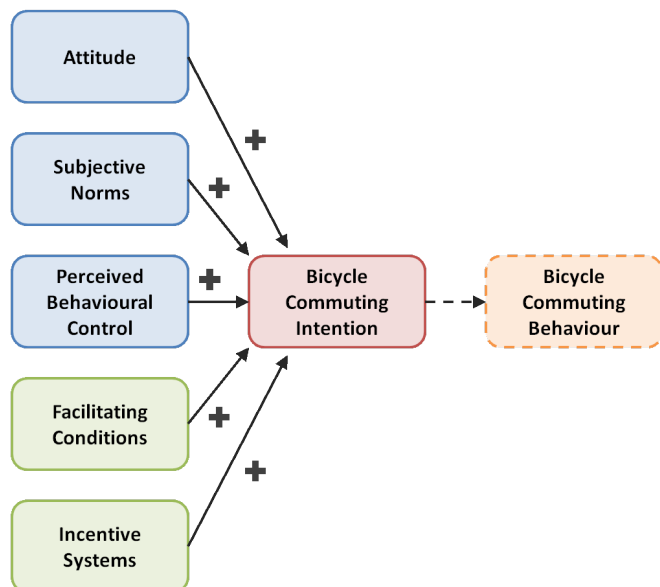 Attitude
+
Subjective
Norms
+
Perceived
Behavioural
Control
+
Bicycle
Commuting
Intention
Bicycle
Commuting
Behaviour
Facilitating
Conditions
+
Incentive
Systems
+